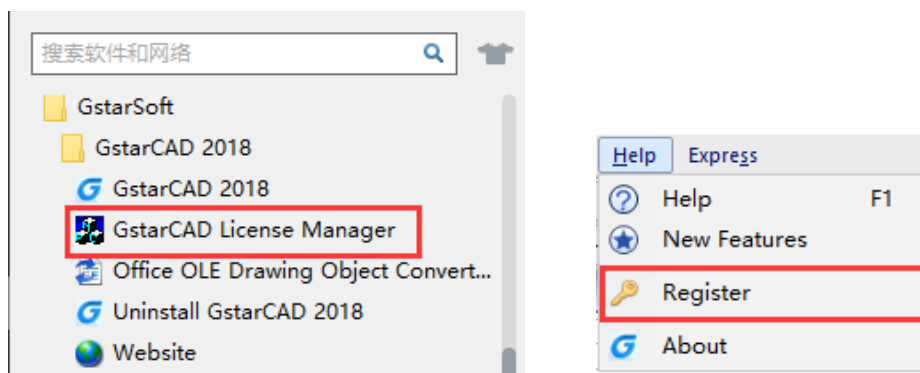 搜索软件和网络
GstarSoft
GstarCAD 2018
GstarCAD 2018
GstarCAD License Manager
Office OLE Drawing Object Convert...
Uninstall GstarCAD 2018
Website
Help Express
Help F1
New Features
Register
About